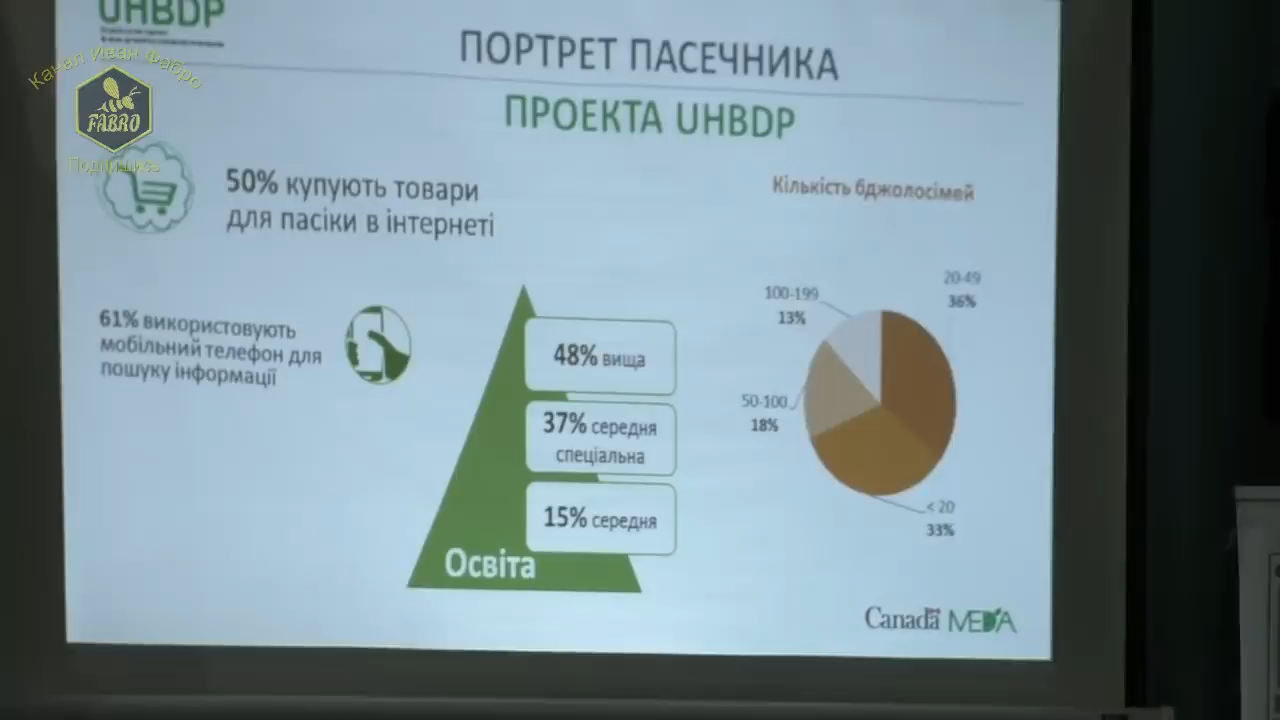 UHBDP
Канал Иван Фабро
FABRO
Подпишись
ПОРТРЕТ ПАСЕЧНИКА
ПРОЕКТА UHBDP
50% купують товари
для пасіки в інтернеті
61% використовують
мобільний телефон для
пошуку інформації
48% вища
37% середня
спеціальна
15% середня
Освіта
Кількість бджолосімей
20-49
36%
100-199
13%
50-100
18%
< 20
33%
Canada MEDA